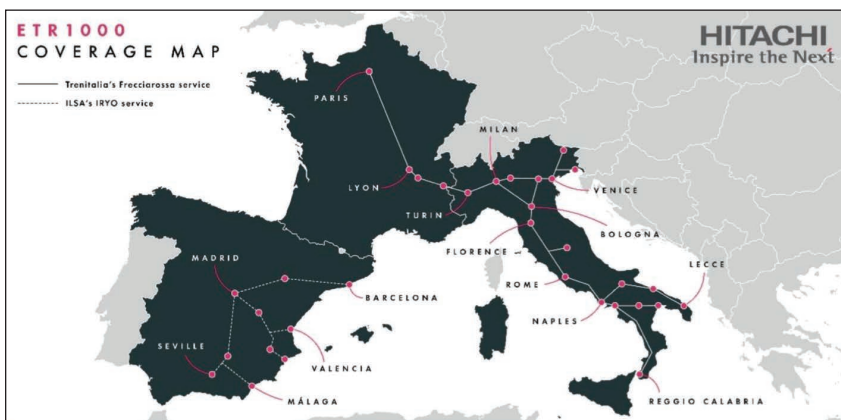 ETR1000
COVERAGE MAP
Trenitalia's Frecciarossa service
ILSA's IRYO service
HITACHI
Inspire the Next
PARIS
MILAN
LYON
VENICE
TURIN
BOLOGNA
FLORENCE
MADRID
LECCE
ROME
BARCELONA
NAPLES
SEVILLE
VALENCIA
MÁLAGA
REGGIO CALABRIA